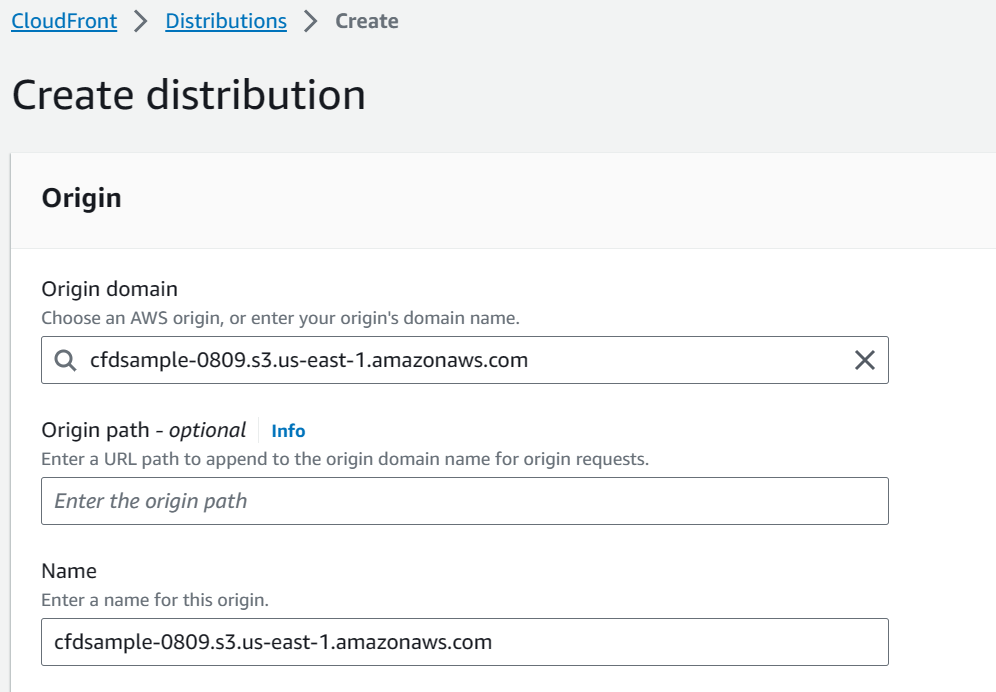 CloudFront > Distributions > Create
Create distribution
Origin
Origin domain
Choose an AWS origin, or enter your origin's domain name.
cfdsample-0809.s3.us-east-1.amazonaws.com
Origin path - optional Info
Enter a URL path to append to the origin domain name for origin requests.
Enter the origin path
Name
Enter a name for this origin.
cfdsample-0809.s3.us-east-1.amazonaws.com